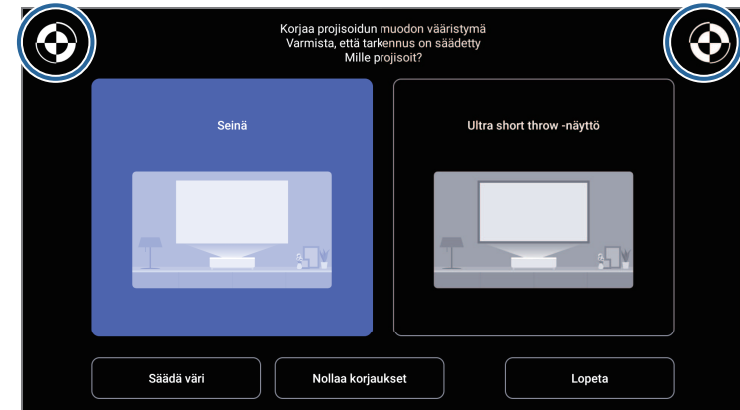 Korjaa projisoidun muodon vääristymä
Varmista, että tarkennus on säädetty
Mille projisoit?
Seinä
Ultra short throw -näyttö
Säädä väri
Nollaa korjaukset
Lopeta